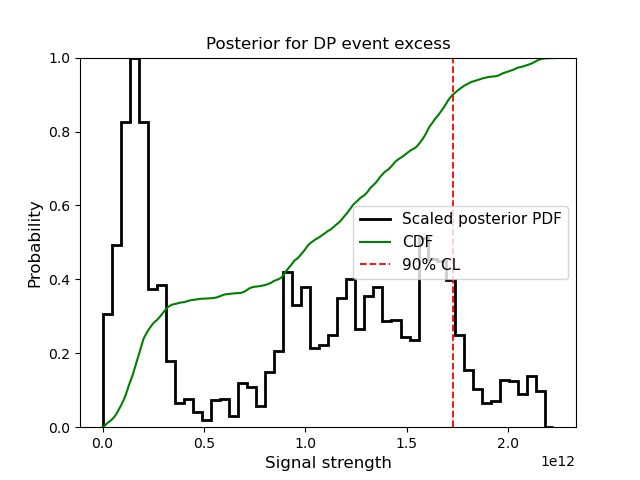 Posterior for DP event excess
Probability
1.0
0.8
0.6
0.4
0.2
0.0
Scaled posterior PDF
CDF
90% CL
0.0 0.5 1.0 1.5 2.0
1e12
Signal strength